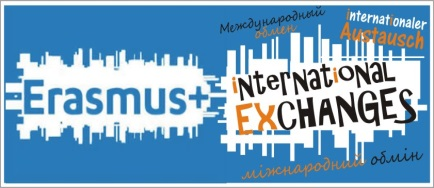 Erasmus+
Международный
обмен
internationaler
Austausch
iNternatiOnal
EXCHANGES
міжнародний обмін